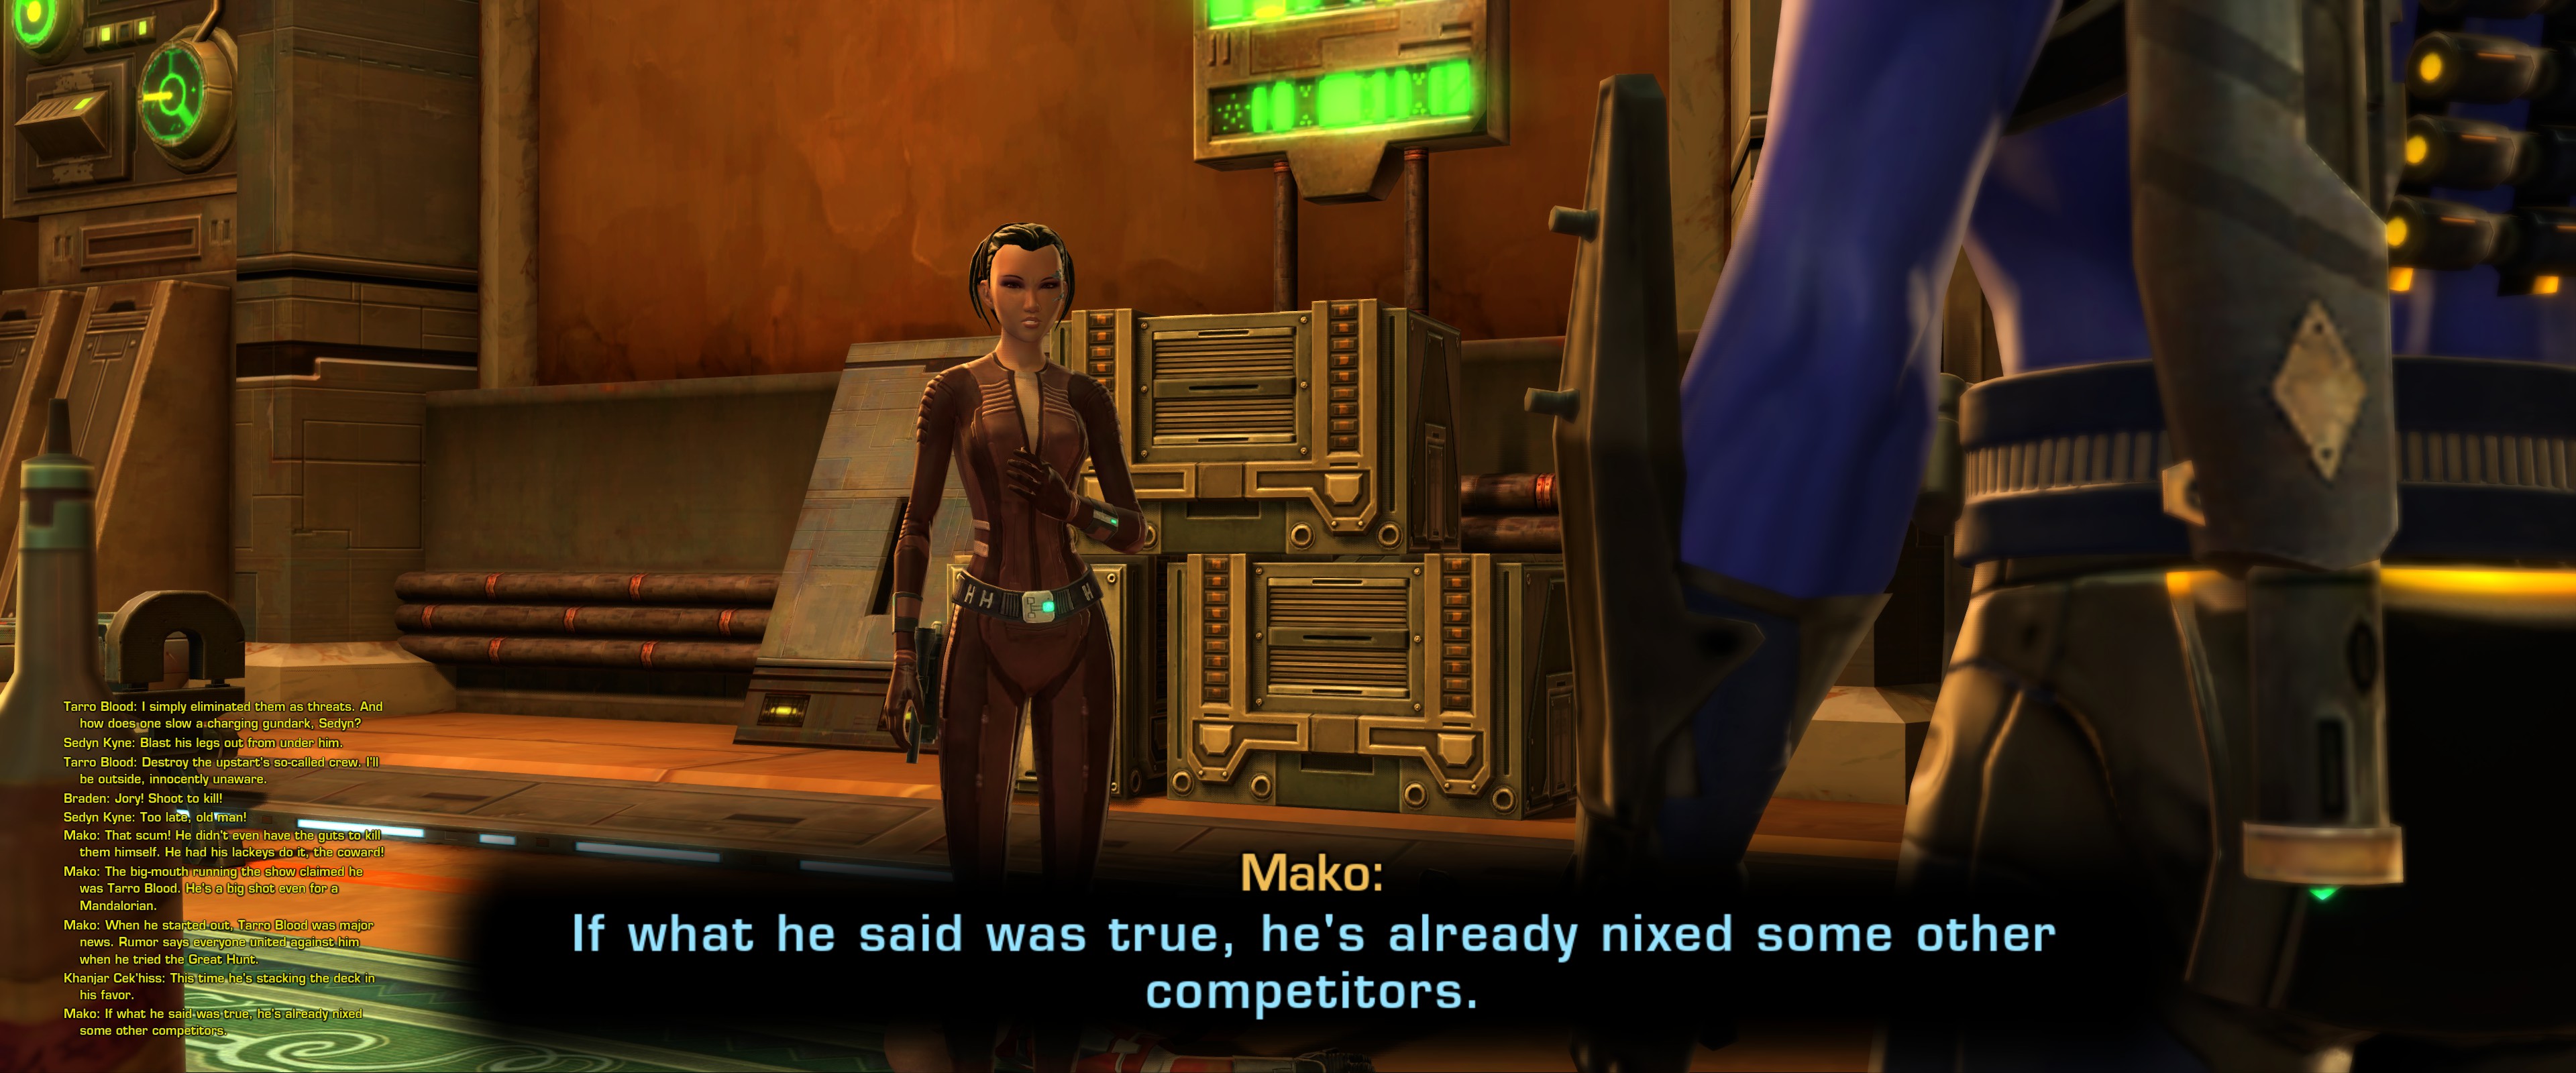 Tarro Blood: I simply eliminated them as threats. And
how does one slow a charging gundark, Sedyn?
Sedyn Kyne: Blast his legs out from under him.
Tarro Blood: Destroy the upstart's so-called crew. I'll
be outside, innocently unaware.
Braden: Jory! Shoot to kill!
Sedyn Kyne: Too late, old man!
Mako: That scum! He didn't even have the guts to kill
them himself. He had his lackeys do it, the coward!
Mako: The big-mouth running the show claimed he
was Tarro Blood. He's a big shot even for a
Mandalorian.
Mako: When he started out, Tarro Blood was major
news. Rumor says everyone united against him
when he tried the Great Hunt.
Khanjar Cek'hiss: This time he's stacking the deck in
his favor.
Mako: If what he said was true, he's already nixed
some other competitors.
Mako:
If what he said was true, he's already nixed some other
competitors.